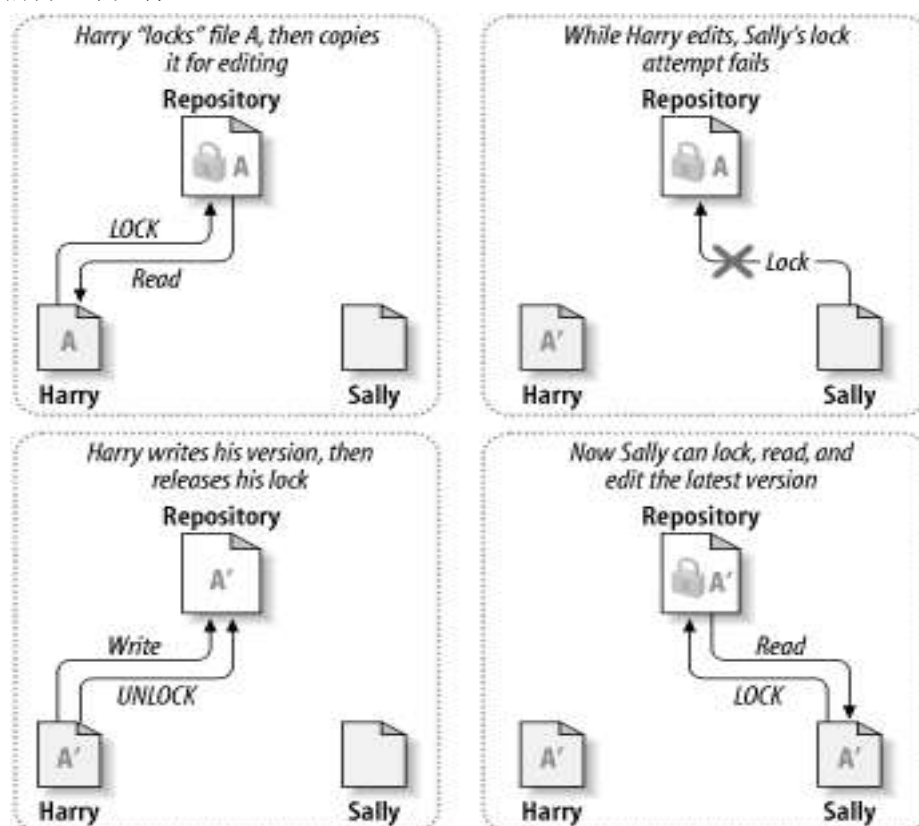 Harry “locks” file A, then copies
it for editing
Repository
A
LOCK
Read
A
Harry
Sally
While Harry edits, Sally’s lock
attempt fails
Repository
A
Lock
A’
Harry
Sally
Harry writes his version, then
releases his lock
Repository
A’
Write
UNLOCK
A’
Harry
Sally
Now Sally can lock, read, and
edit the latest version
Repository
A’
Read
LOCK
A’
A’
Harry
Sally